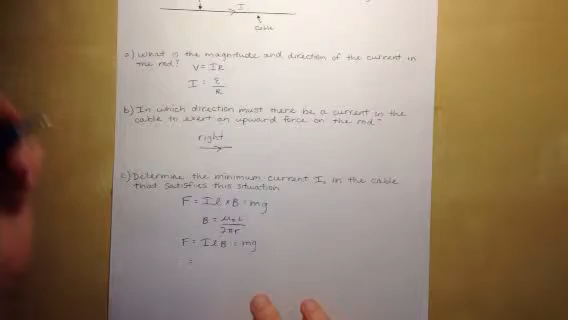 I
cable
a) What is the magnitude and direction of the current in
the rod? V = IR
I = ε/R
b) In which direction must there be a current in the
cable to exert an upward force on the rod?
right
c) Determine the minimum current I₀ in the cable
that satisfies this situation
F = Il × B = mg
B = μ₀I/2πr
F = IlB = mg
=